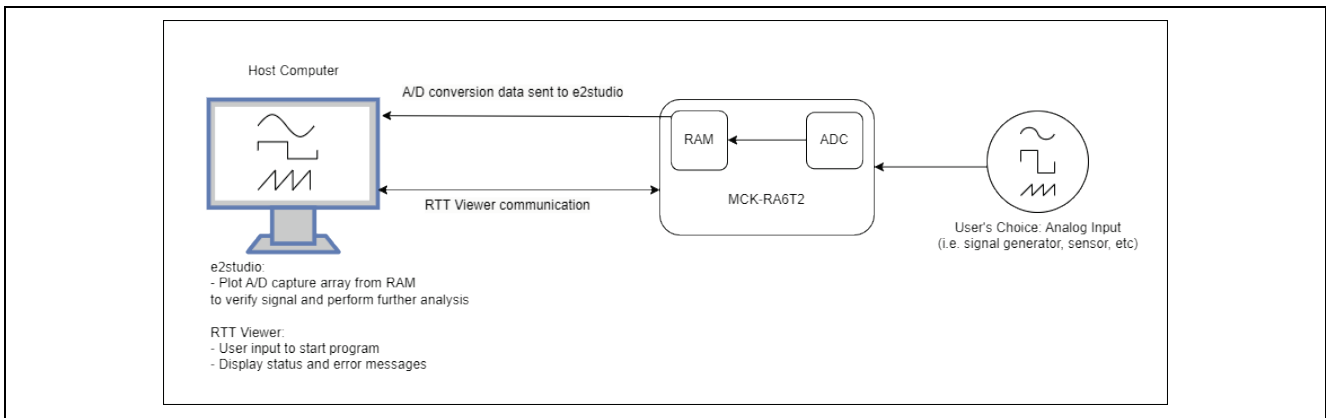 Host Computer
A/D conversion data sent to e2studio
RAM
ADC
MCK-RA6T2
RTT Viewer communication
User's Choice: Analog Input
(i.e. signal generator, sensor, etc)
e2studio:
- Plot A/D capture array from RAM
to verify signal and perform further analysis
RTT Viewer:
- User input to start program
- Display status and error messages